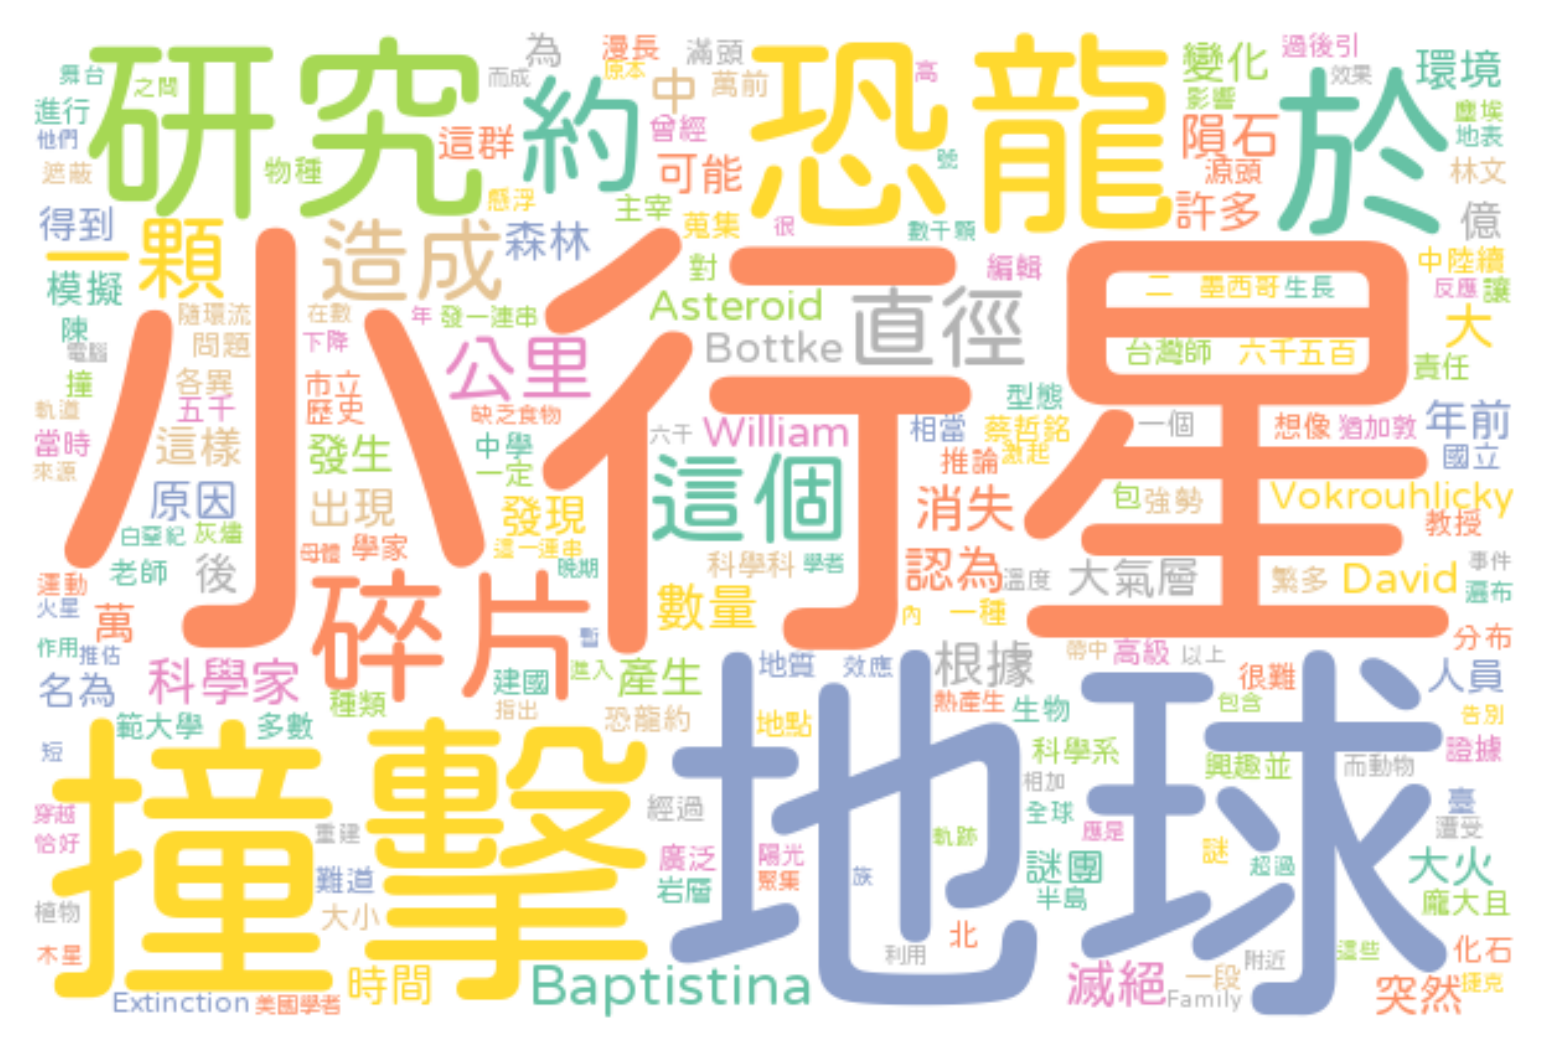 舞台
之間
研究
而成
為
漫長
原本
滿頭
萬前
中
恐龍
高
變化
影響
過後引
效果
環境
進行
他們
遮蔽
物種
這群
約
曾經
可能
號
隕石
源頭
於
塵埃
地表
林文
懸浮
主宰
得到
一顆
造成
森林
蒐集
很
數千顆
許多
億
模擬
小行星
對
編輯
中陸續
二
墨西哥
生長
反應
讓
隨環流
在數
年
發一連串
Asteroid
直徑
陳
電腦
問題
下降
公里
Bottke
台灣師
六千五百
大
撞
各異
市立
責任
軌道
五千
歷史
缺乏食物
型態
當時
這樣
發生
中學
六千
William
相當
蔡哲銘
一個
想像
猶加敦
年前
來源
一定
推論
激起
國立
原因
出現
發現
這個
消失
包
強勢
Vokrouhlicky
白堊紀
灰燼
母體
學家
這一連串
教授
老師
後
晚期
科學科
學者
認為
溫度
大氣層
繁多
David
事件
運動
遍布
火星
萬
碎片
數量
內
一種
作用
推估
暫
分布
科學家
建國
進入
產生
地質
效應
根據
帶中
高級
以上
很難
人員
名為
種類
指出
熱產生
生物
包含
範大學
多數
恐龍約
地點
告別
短
撞擊
地球
科學系
興趣並
而動物
證據
相加
穿越
重建
經過
全球
臺
恰好
軌跡
應是
遭受
難道
廣泛
陽光
謎
謎團
超過
大火
岩層
聚集
族
半島
植物
大小
龐大且
北
木星
利用
附近
這些
化石
時間
Baptistina
滅絕
一段
突然
捷克
Extinction
美國學者
Family